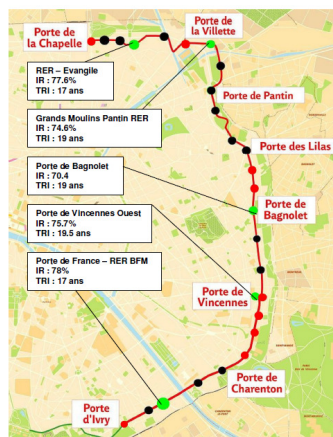 Porte de
la Chapelle
Porte de
la Villette
RER – Evangile
IR : 77.6%
TRI : 17 ans
Porte de Pantin
Grands Moulins Pantin RER
IR : 74.6%
TRI : 19 ans
Porte des Lilas
Porte de Bagnolet
IR : 70.4
TRI : 19 ans
Porte de
Bagnolet
Porte de Vincennes Ouest
IR : 75.7%
TRI : 19.5 ans
Porte de France – RER BFM
IR : 78%
TRI : 17 ans
Porte de
Vincennes
Porte de
Charenton
Porte
d'Ivry